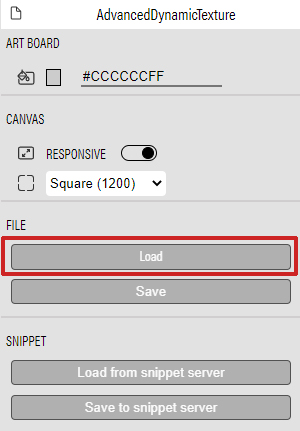 AdvancedDynamicTexture
ART BOARD
#CCCCCCFF
CANVAS
RESPONSIVE
Square (1200)
FILE
Load
Save
SNIPPET
Load from snippet server
Save to snippet server